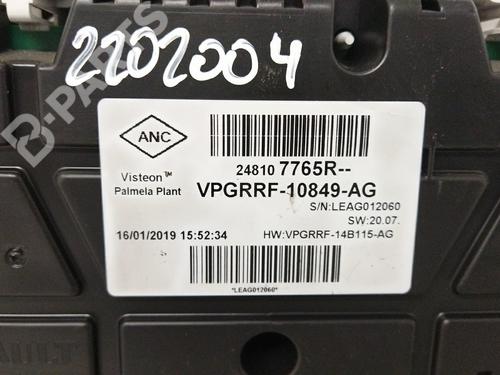 2202004
B-PARTS
ANC
Visteon™
Palmela Plant
24810 7765R--
VPGRRF-10849-AG
S/N:LEAG012060
SW:20.07.
16/01/2019 15:52:34
HW:VPGRRF-14B115-AG
*LEAG012060*